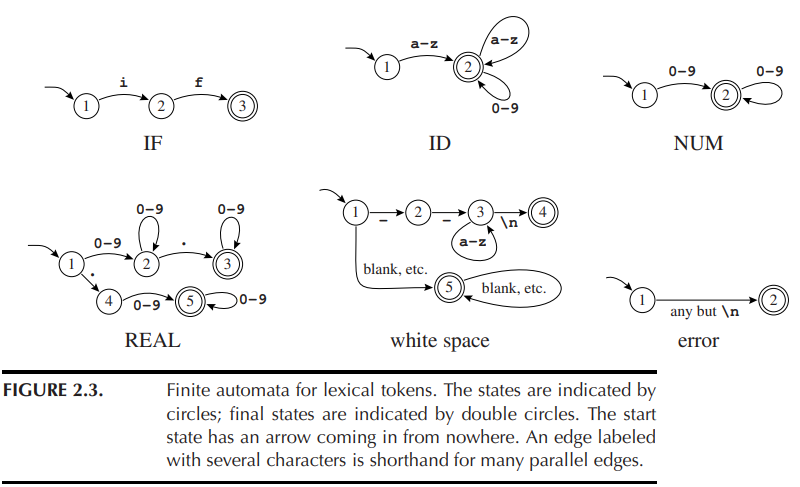 i f
1 2 3
IF
a-z a-z
1 2
0-9
ID
0-9 0-9
1 2
NUM
0-9 0-9
0-9 .
1 2 3
.
4 0-9 5 0-9
REAL
1 – 2 – 3 \n 4
a-z
blank, etc.
5 blank, etc.
white space
1 2
any but \n
error
FIGURE 2.3. Finite automata for lexical tokens. The states are indicated by
circles; final states are indicated by double circles. The start
state has an arrow coming in from nowhere. An edge labeled
with several characters is shorthand for many parallel edges.